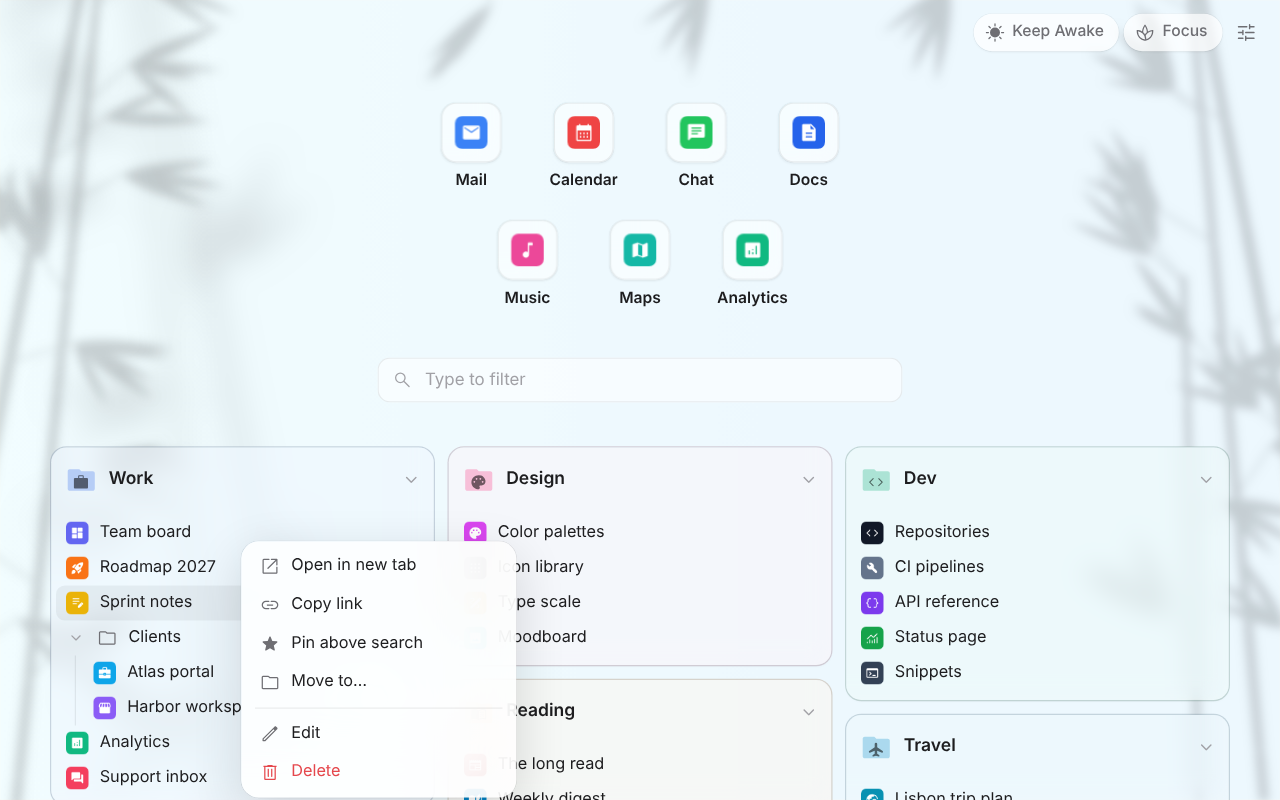 Keep Awake
Focus
Mail
Calendar
Chat
Docs
Music
Maps
Analytics
Type to filter
Work
Team board
Roadmap 2027
Sprint notes
Clients
Atlas portal
Harbor worksp
Analytics
Support inbox
Open in new tab
Copy link
Pin above search
Move to...
Edit
Delete
Design
Color palettes
Icon library
Type scale
Moodboard
Reading
The long read
Weekly digest
Dev
Repositories
CI pipelines
API reference
Status page
Snippets
Travel
Lisbon trip plan